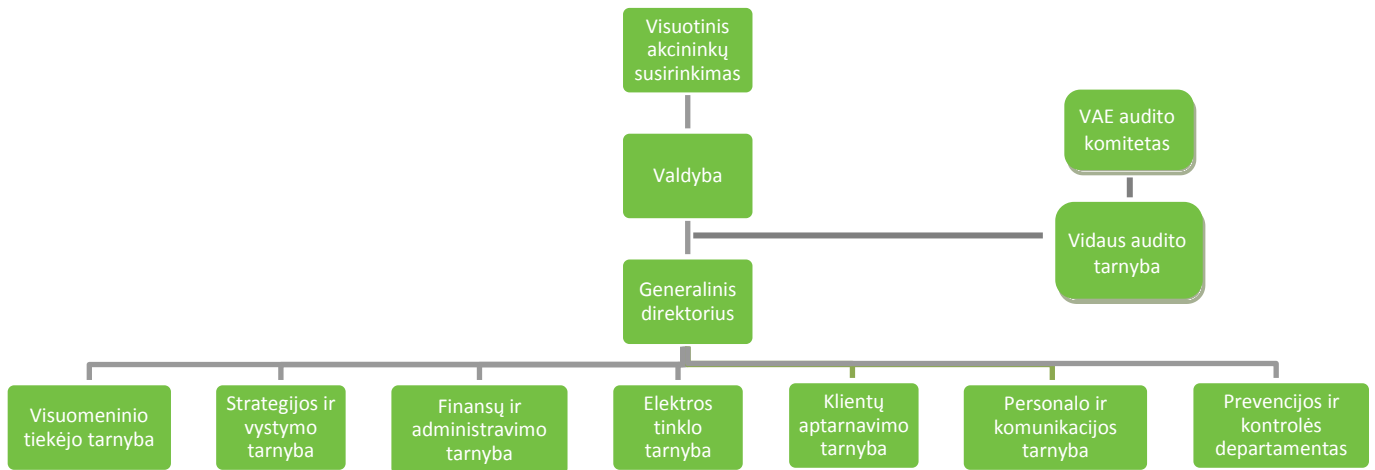 Visuotinis
akcininkų
susirinkimas
VAE audito
komitetas
Valdyba
Vidaus audito
tarnyba
Generalinis
direktorius
Visuomeninio
tiekėjo tarnyba
Strategijos ir
vystymo
tarnyba
Finansų ir
administravimo
tarnyba
Elektros
tinklo
tarnyba
Klientų
aptarnavimo
tarnyba
Personalo ir
komunikacijos
tarnyba
Prevencijos ir
kontrolės
departamentas